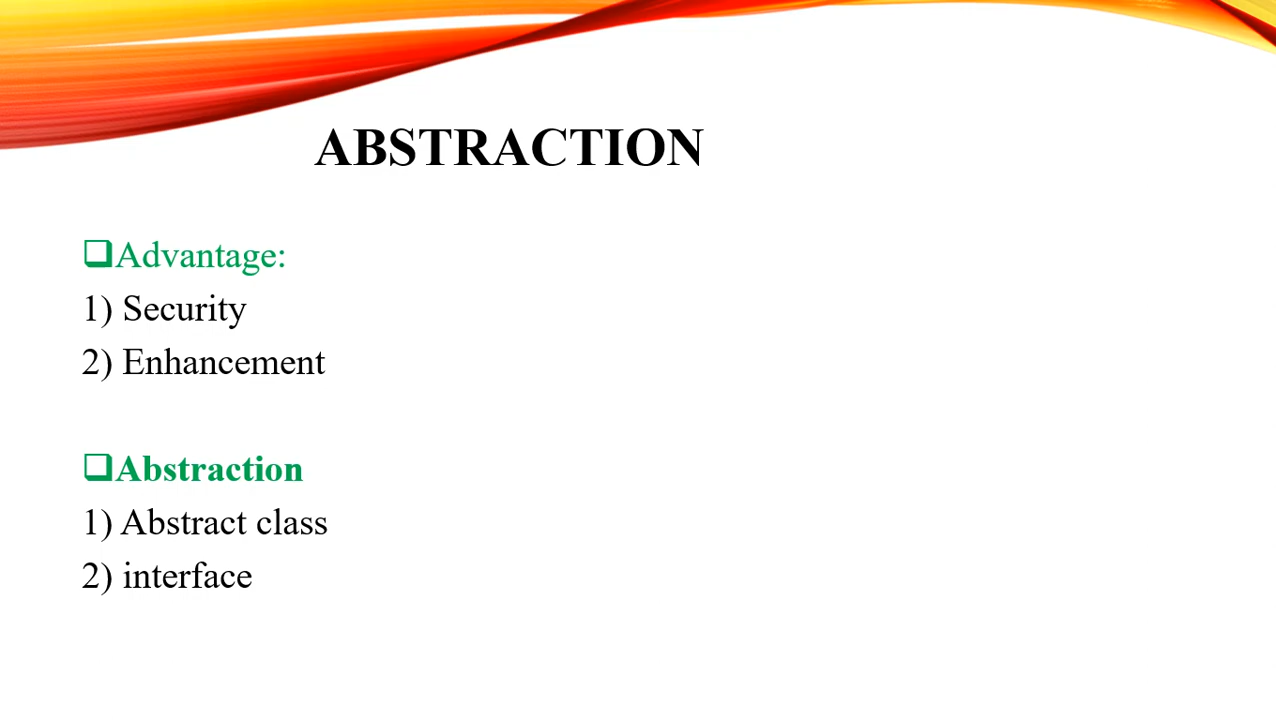 ABSTRACTION
❑Advantage:
1) Security
2) Enhancement
❑Abstraction
1) Abstract class
2) interface